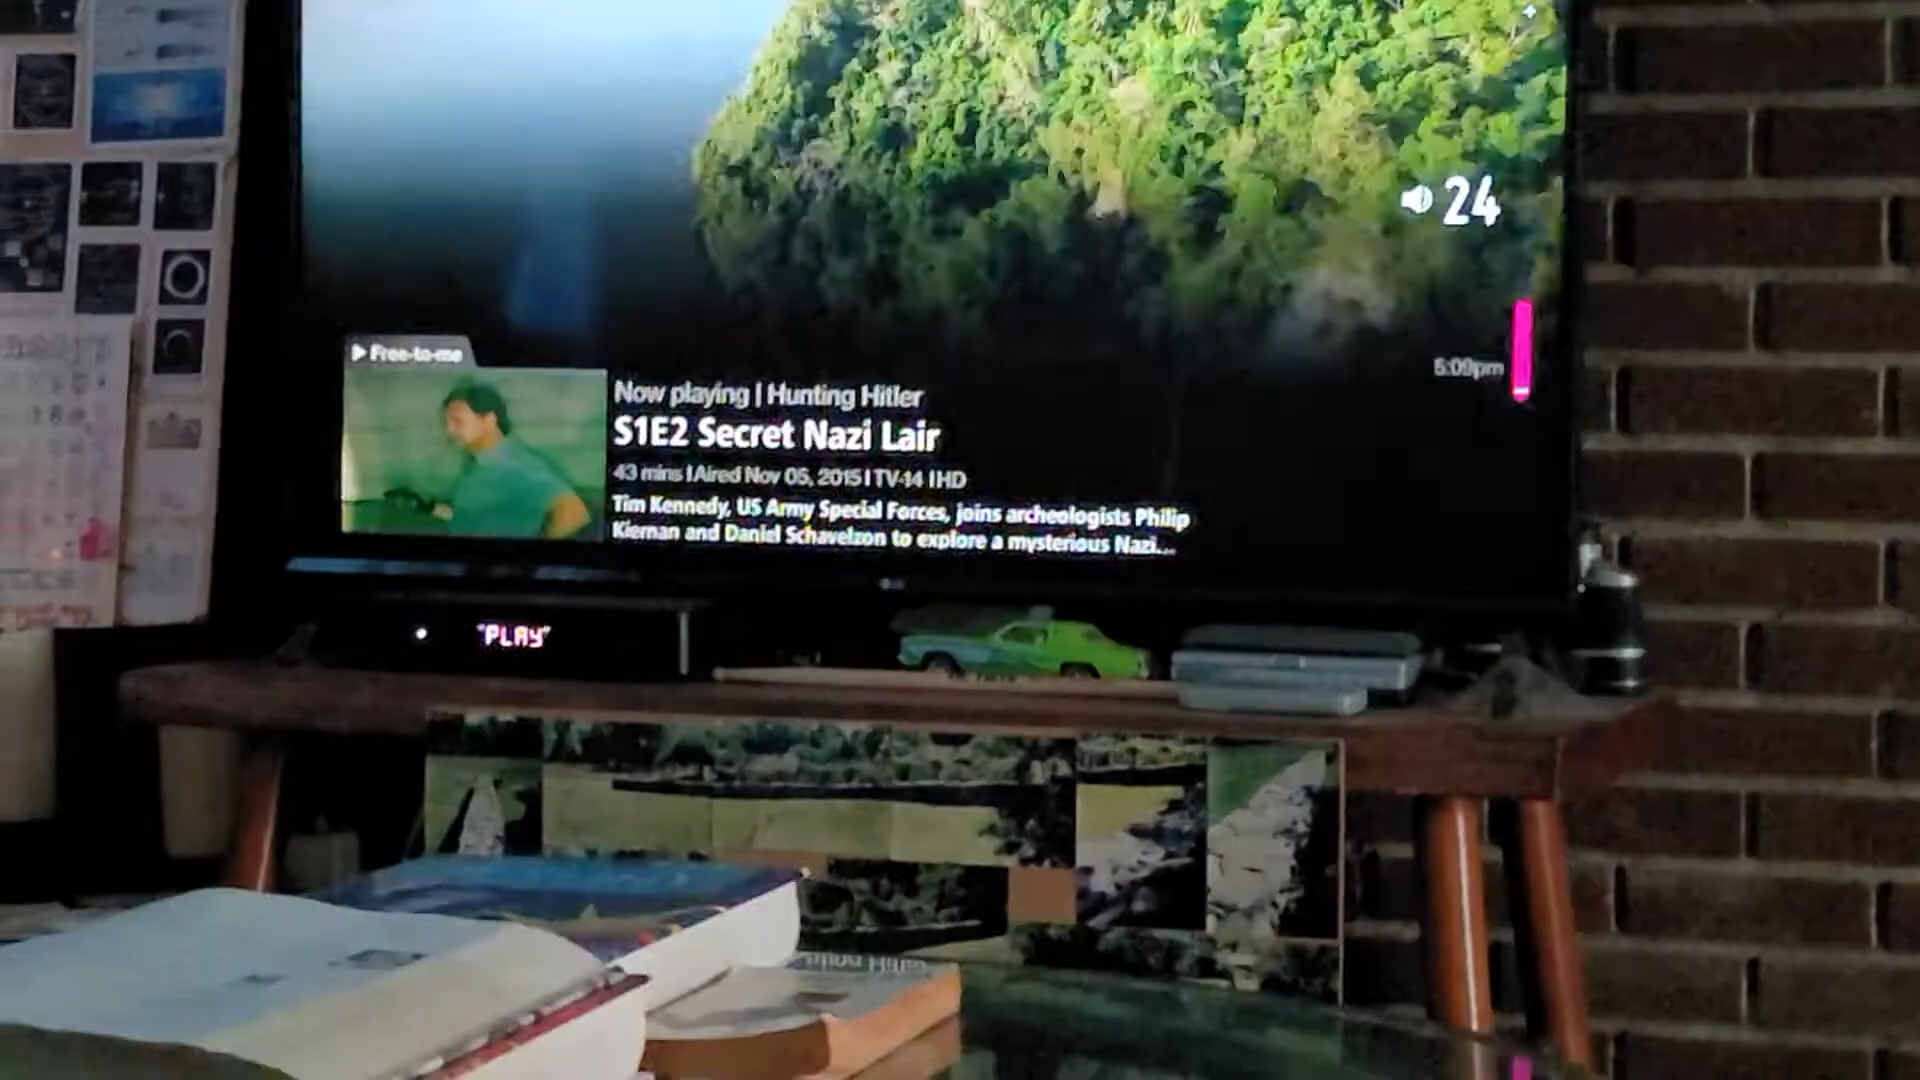 24
5:09pm
Free-to-me
Now playing | Hunting Hitler
S1E2 Secret Nazi Lair
43 mins | Aired Nov 05, 2015 | TV-14 | HD
Tim Kennedy, US Army Special Forces, joins archeologists Philip
Kiernan and Daniel Schavelzon to explore a mysterious Nazi...
"PLAY"